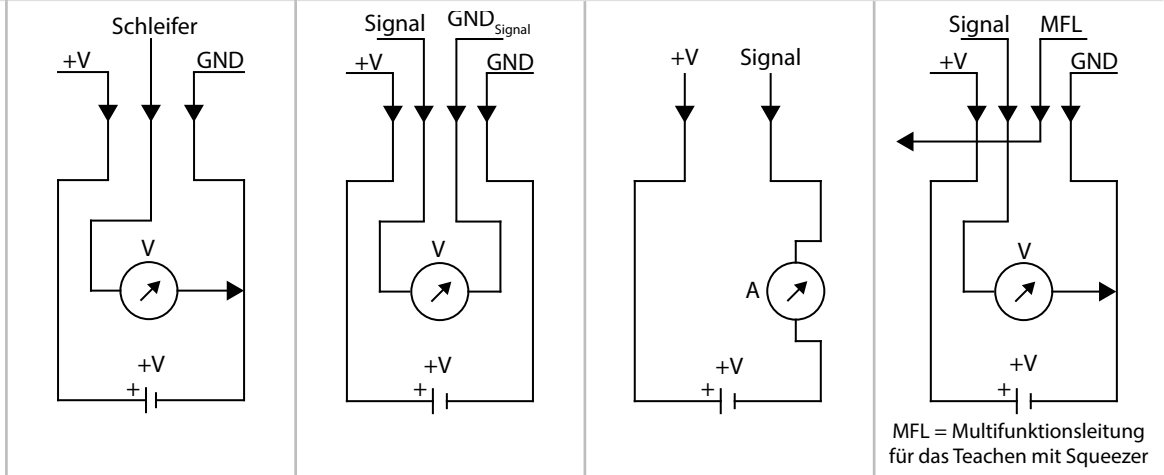 Schleifer
+V
GND
V
+V
+
Signal GND Signal
+V
GND
V
+V
+
+V Signal
A
+V
+
Signal MFL
+V
GND
V
+V
+
MFL = Multifunktionsleitung
für das Teachen mit Squeezer